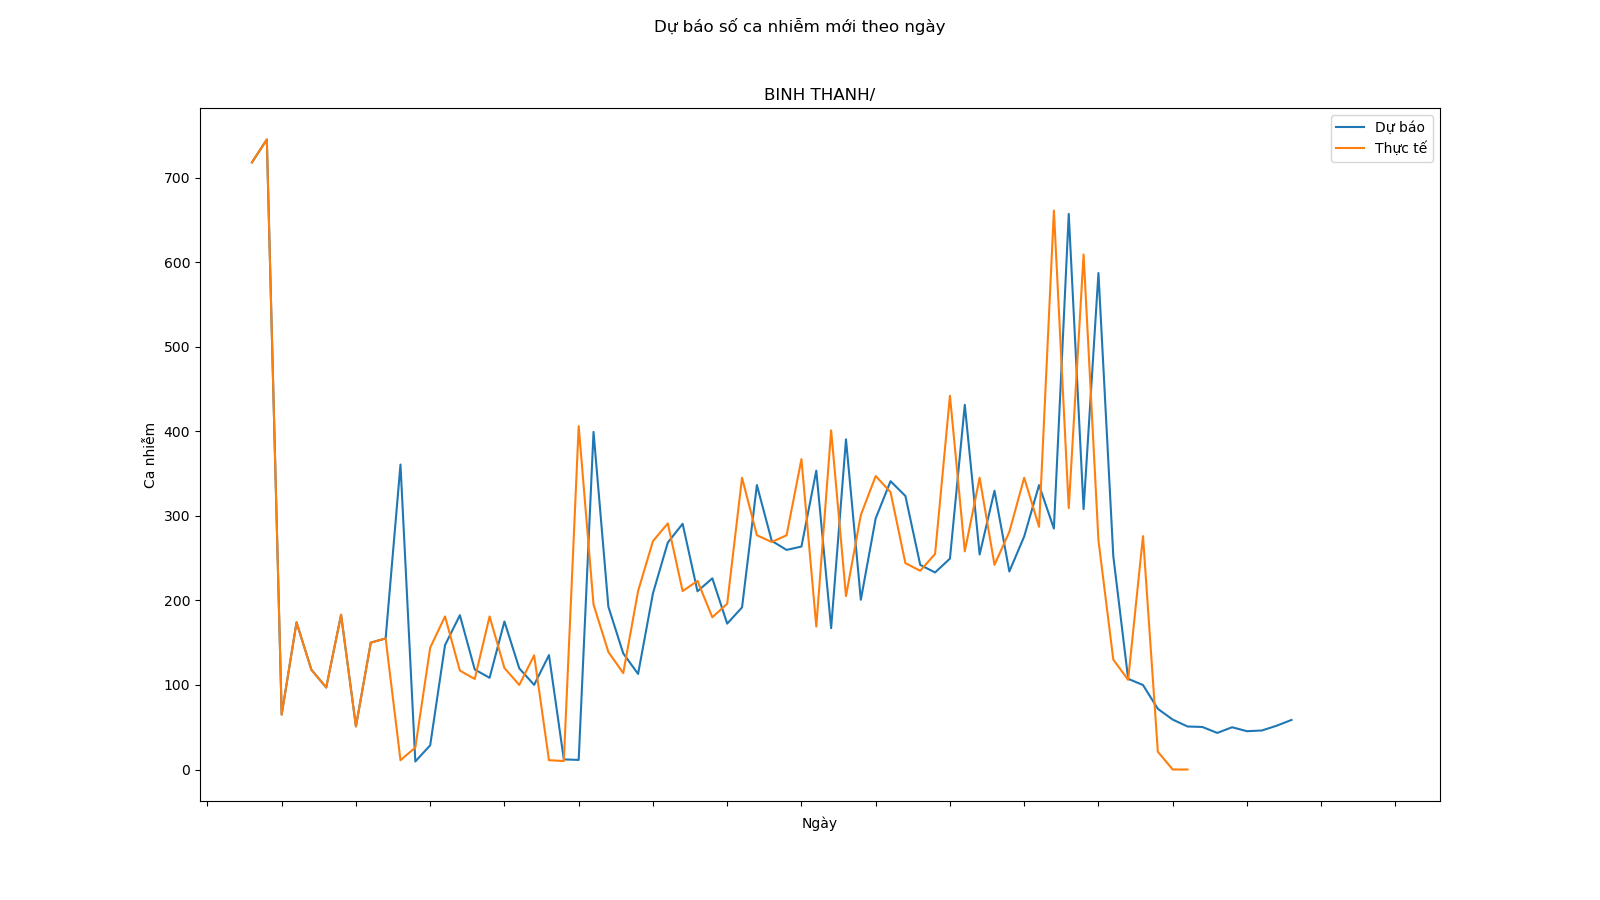 Dự báo số ca nhiễm mới theo ngày
BINH THANH/
Dự báo
Thực tế
700
600
500
400
300
200
100
0
Ca nhiễm
Ngày